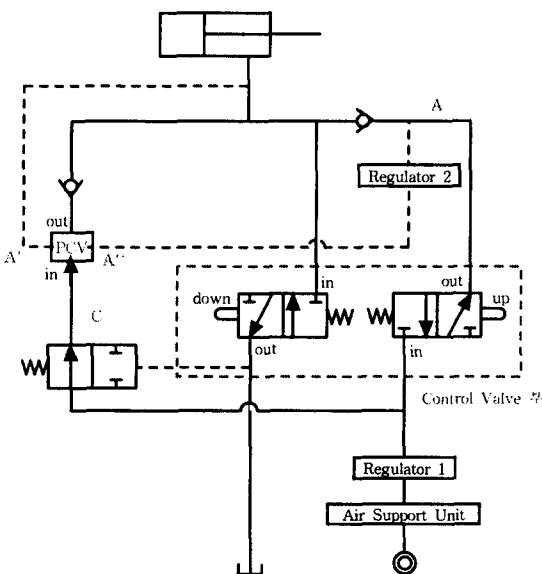 A
Regulator 2
out
PCV
A'
A''
in
C
in
out
down
up
out
in
Control Valve 부
Regulator 1
Air Support Unit